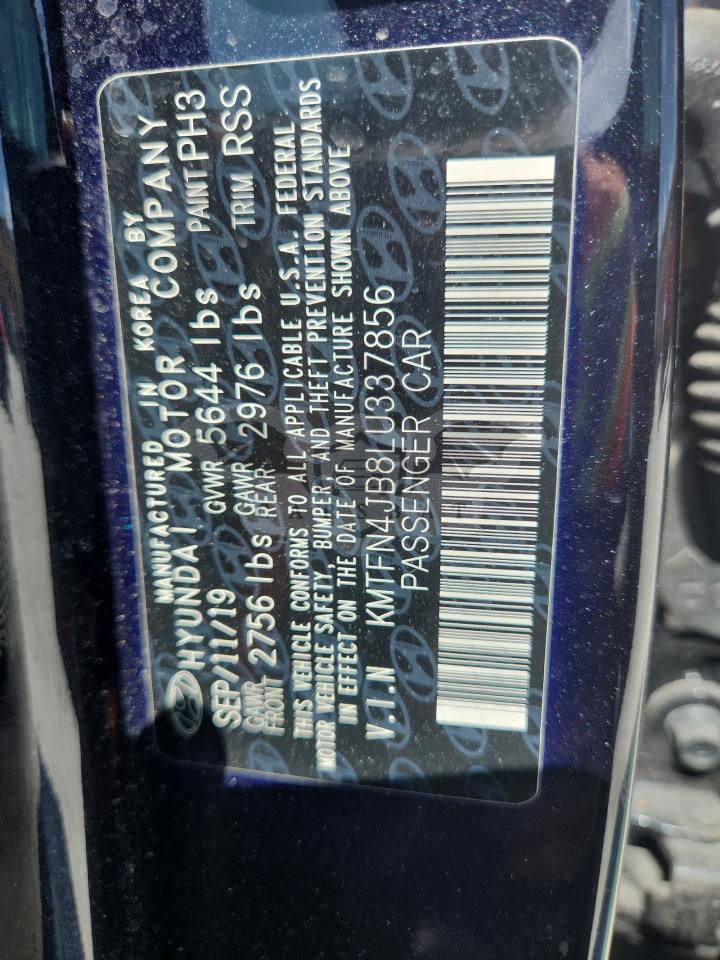 MANUFACTURED IN KOREA BY
HYUNDAI MOTOR COMPANY
SEP/11/19 GVWR 5644 lbs PAINT PH3
GAWR FRONT 2756 lbs GAWR REAR 2976 lbs TRIM RSS
THIS VEHICLE CONFORMS TO ALL APPLICABLE U.S.A. FEDERAL
MOTOR VEHICLE SAFETY, BUMPER, AND THEFT PREVENTION STANDARDS
IN EFFECT ON THE DATE OF MANUFACTURE SHOWN ABOVE
V.I.N KMTFN4JB8LU337856
PASSENGER CAR